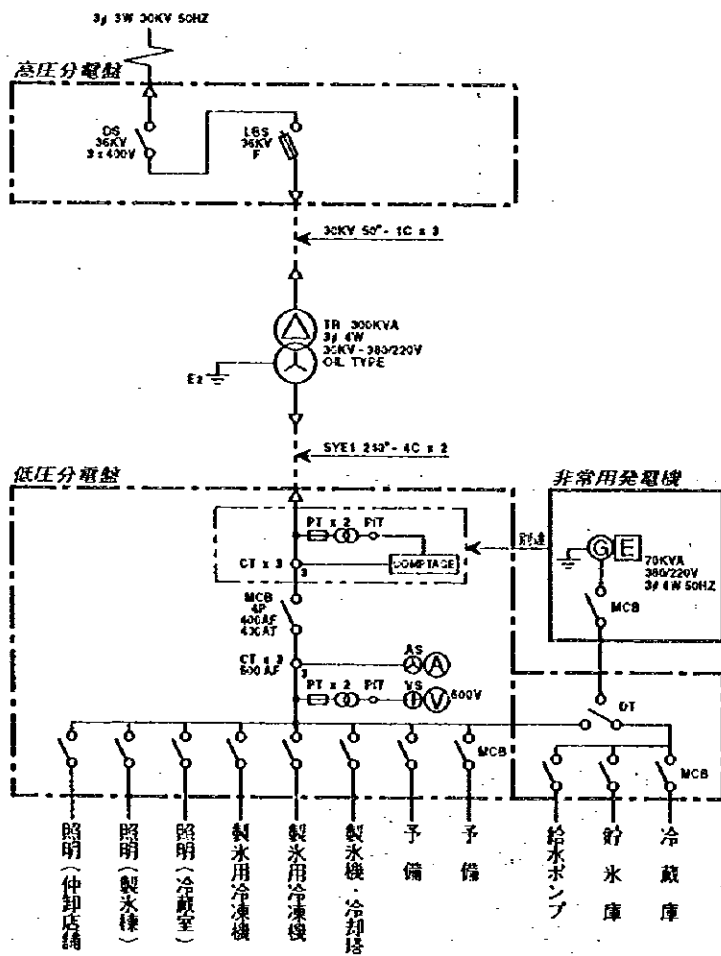 3ϕ 3W 30KV 50HZ
高圧分電盤
DS
36KV
3 x 400V
LBS
36KV
F
30KV 50°- 1C x 3
TR 300KVA
3ϕ 4W
30KV - 380/220V
OIL TYPE
E2
SYE1 240°- 4C x 2
低圧分電盤
非常用発電機
PT x 2 FIT
別途
CT x 3
3
COMPTAGE
G E
70KVA
380/220V
3ϕ 4W 50HZ
MCB
MCB
4P
400AF
400AT
CT x 3
600 AF
3
AS A
PT x 2 FIT
VS V 600V
DT
MCB
MCB
照明（仲卸店舗）
照明（製氷棟）
照明（冷蔵室）
製氷用冷凍機
製氷用冷凍機
製氷機・冷却塔
予備
予備
給水ポンプ
貯氷庫
冷蔵庫